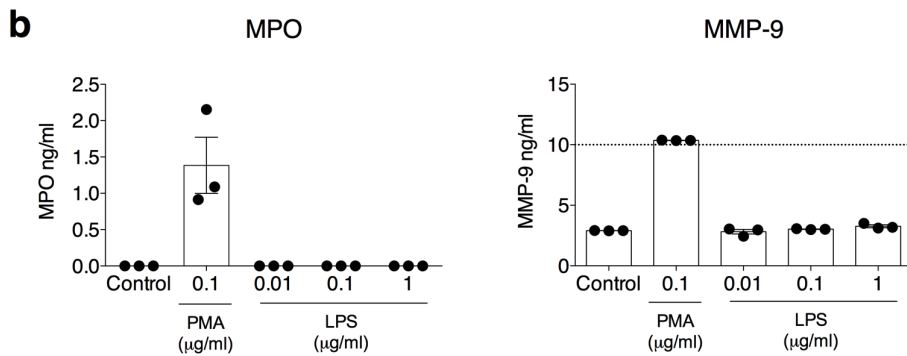 b
MPO
MPO ng/ml
2.5
2.0
1.5
1.0
0.5
0.0
Control 0.1 0.01 0.1 1
PMA LPS
(μg/ml) (μg/ml)
MMP-9
MMP-9 ng/ml
15
10
5
0
Control 0.1 0.01 0.1 1
PMA LPS
(μg/ml) (μg/ml)